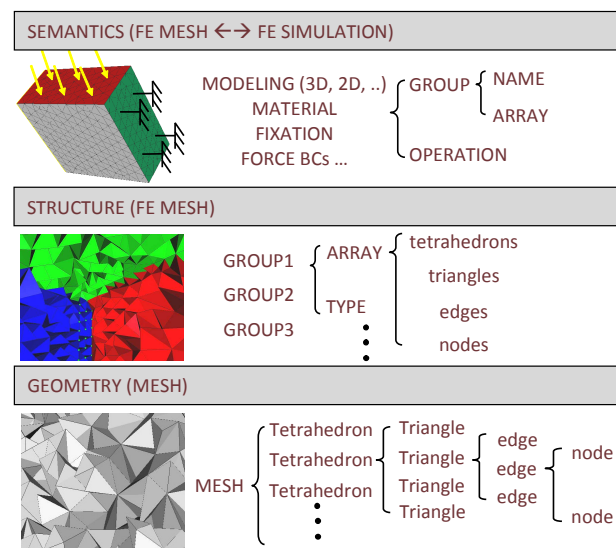 SEMANTICS (FE MESH ←→ FE SIMULATION)
MODELING (3D, 2D, ..)
MATERIAL
FIXATION
FORCE BCs ...
GROUP
OPERATION
NAME
ARRAY
STRUCTURE (FE MESH)
GROUP1
GROUP2
GROUP3
ARRAY
TYPE
tetrahedrons
triangles
edges
nodes
GEOMETRY (MESH)
MESH
Tetrahedron
Tetrahedron
Tetrahedron
Triangle
Triangle
Triangle
Triangle
edge
edge
edge
node
node